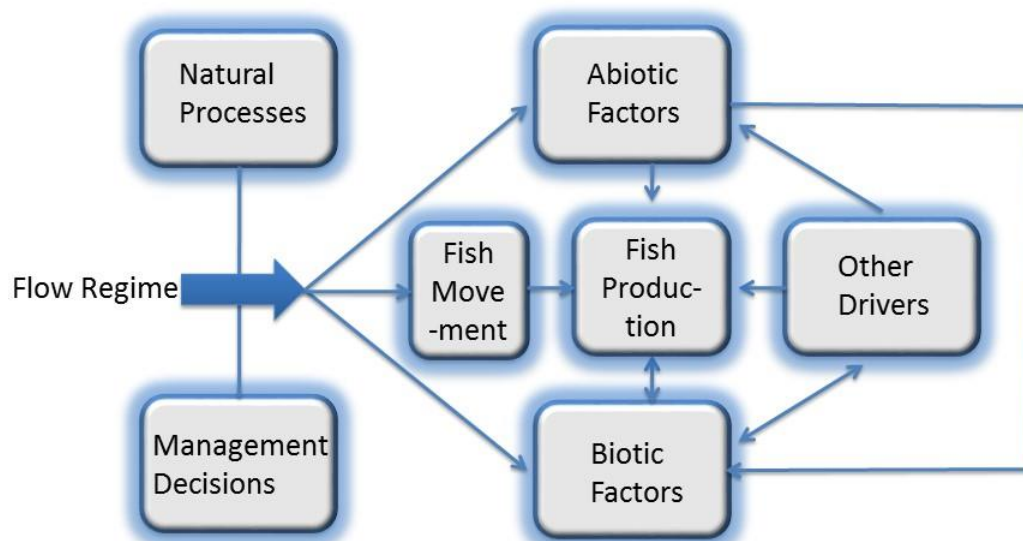 Natural
Processes
Abiotic
Factors
Flow Regime
Fish
Move
-ment
Fish
Produc-
tion
Other
Drivers
Management
Decisions
Biotic
Factors